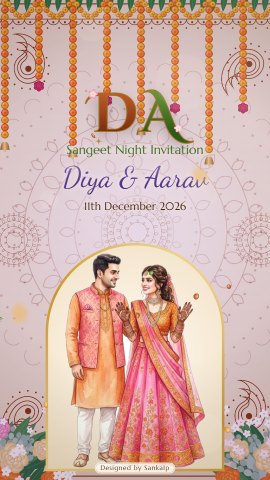 DA
Sangeet Night Invitation
Diya & Aarav
11th December 2026
Designed by Sankalp